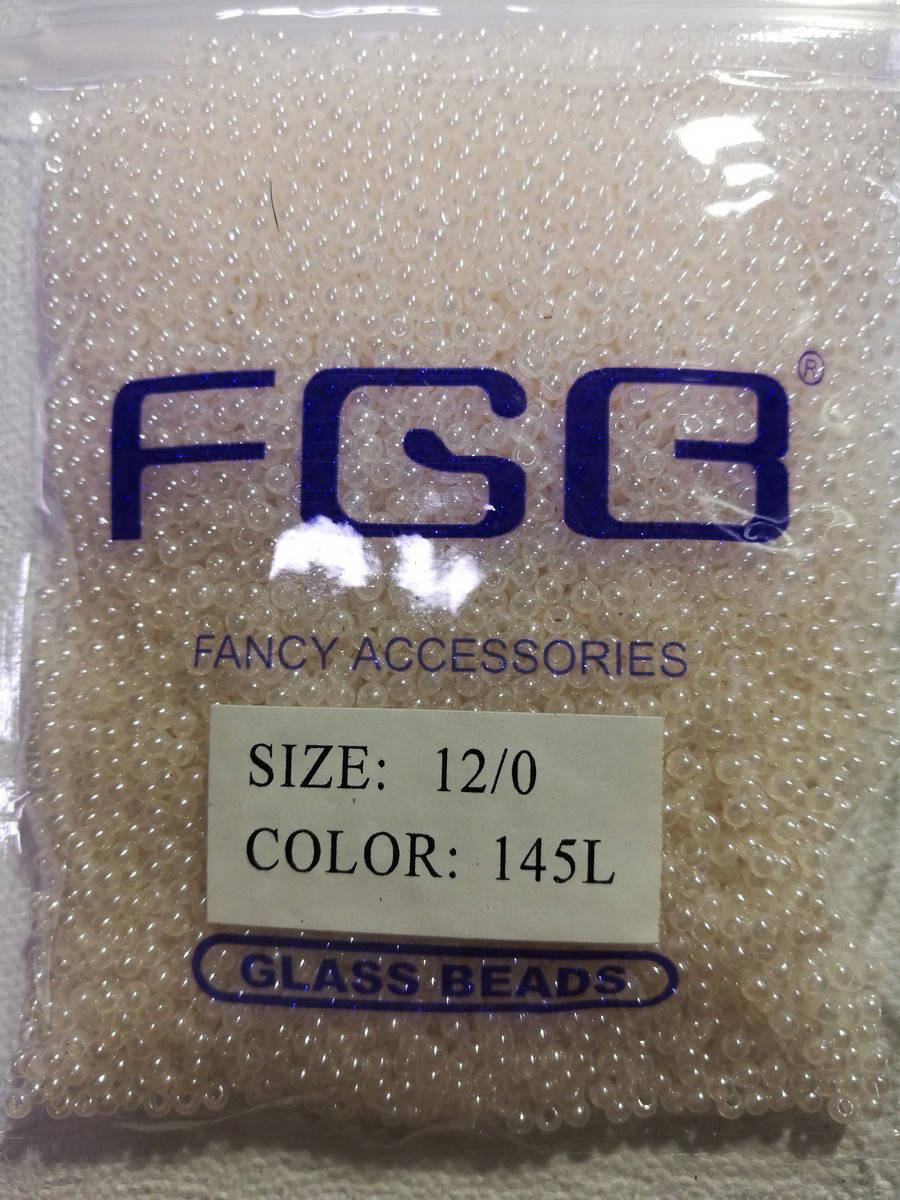 FGB®
FANCY ACCESSORIES
SIZE: 12/0
COLOR: 145L
GLASS BEADS